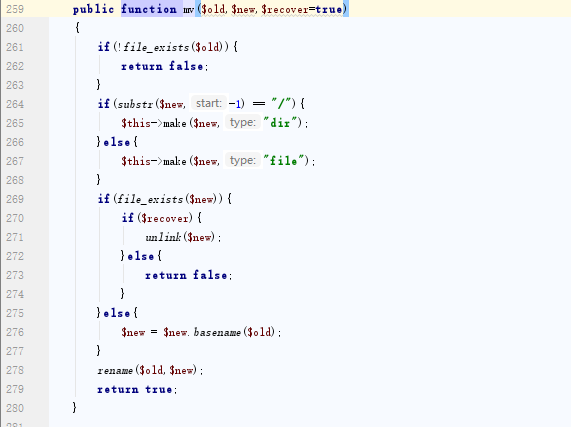 259 public function mv($old,$new,$recover=true)
260 {
261 if(!file_exists($old)){
262 return false;
263 }
264 if(substr($new, start: -1) == "/"){
265 $this->make($new, type: "dir");
266 }else{
267 $this->make($new, type: "file");
268 }
269 if(file_exists($new)){
270 if($recover){
271 unlink($new);
272 }else{
273 return false;
274 }
275 }else{
276 $new = $new.basename($old);
277 }
278 rename($old,$new);
279 return true;
280 }